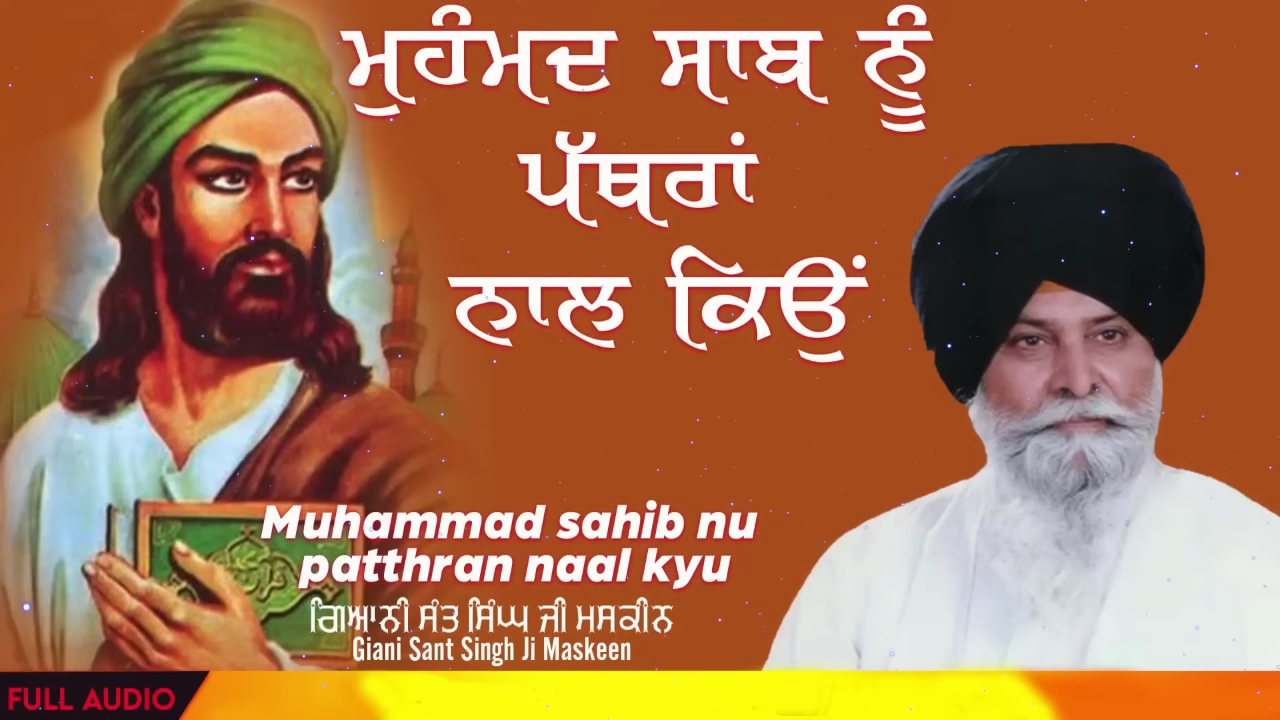 ਮੁਹੰਮਦ ਸਾਬ ਨੂੰ
ਪੱਥਰਾਂ
ਨਾਲ ਕਿਉਂ
Muhammad sahib nu
patthran naal kyu
ਗਿਆਨੀ ਸੰਤ ਸਿੰਘ ਜੀ ਮਸਕੀਨ
Giani Sant Singh Ji Maskeen
FULL AUDIO